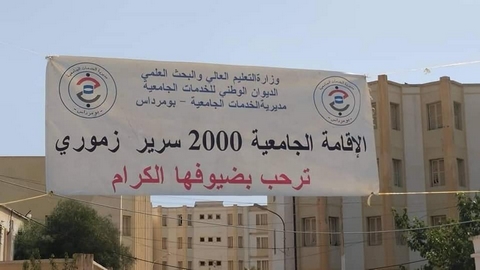 وزارة التعليم العالي والبحث العلمي
الديوان الوطني للخدمات الجامعية
مديرية الخدمات الجامعية - بومرداس
الإقامة الجامعية 2000 سرير زموري
ترحب بضيوفها الكرام